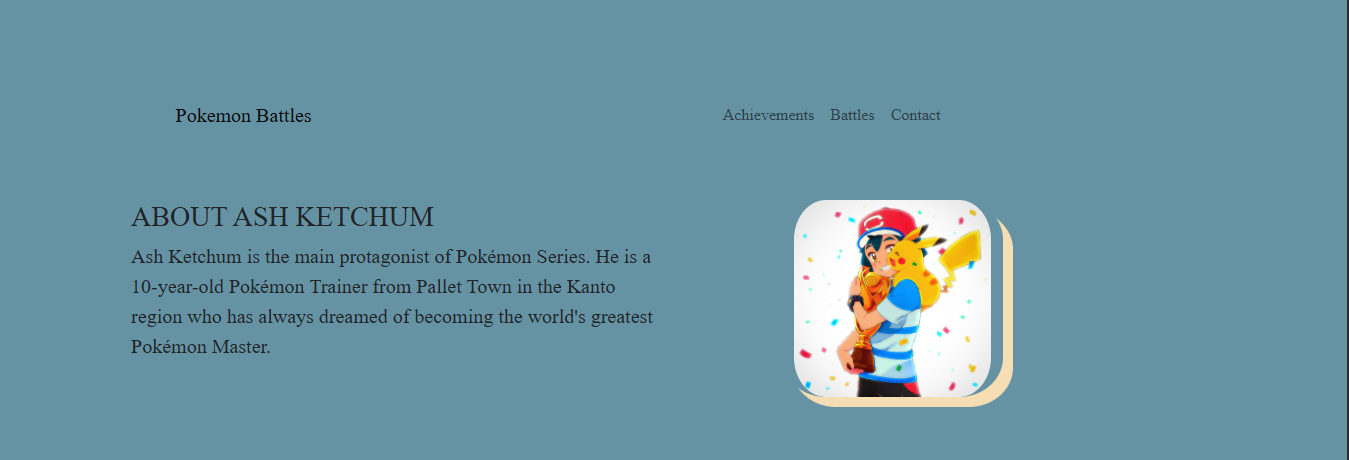 Pokemon Battles
Achievements Battles Contact
ABOUT ASH KETCHUM
Ash Ketchum is the main protagonist of Pokémon Series. He is a
10-year-old Pokémon Trainer from Pallet Town in the Kanto
region who has always dreamed of becoming the world's greatest
Pokémon Master.